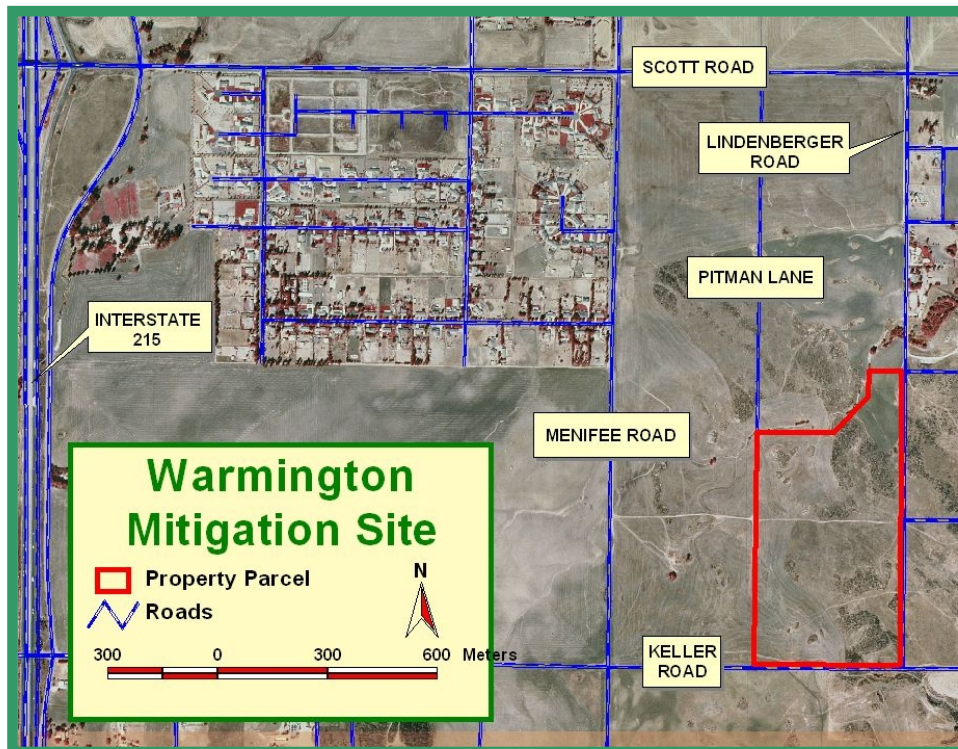 SCOTT ROAD
LINDENBERGER
ROAD
PITMAN LANE
INTERSTATE
215
MENIFEE ROAD
Warmington
Mitigation Site
Property Parcel
N
Roads
300 0 300 600 Meters
KELLER
ROAD